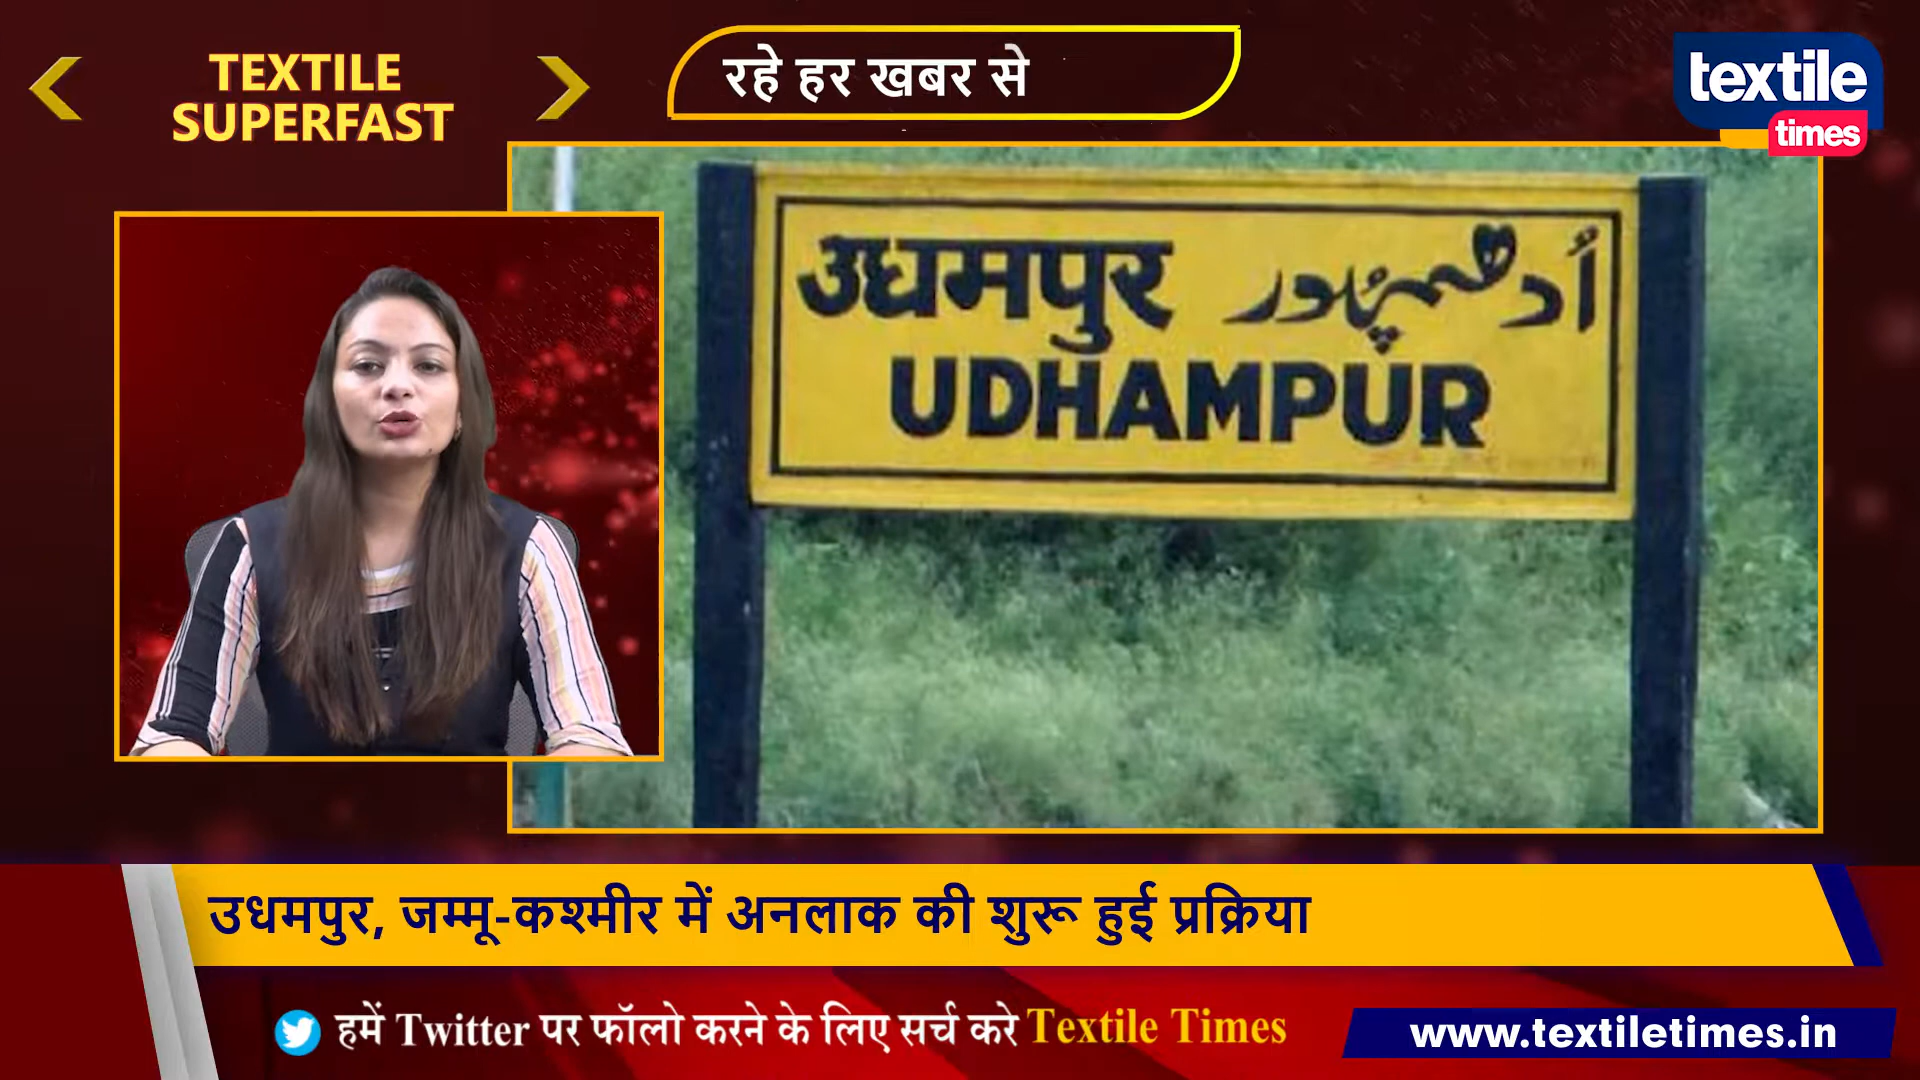 TEXTILE
SUPERFAST
रहे हर खबर से
textile
times
उधमपुर اُدھمپور
UDHAMPUR
उधमपुर, जम्मू-कश्मीर में अनलाक की शुरू हुई प्रक्रिया
हमें Twitter पर फॉलो करने के लिए सर्च करे Textile Times
www.textiletimes.in